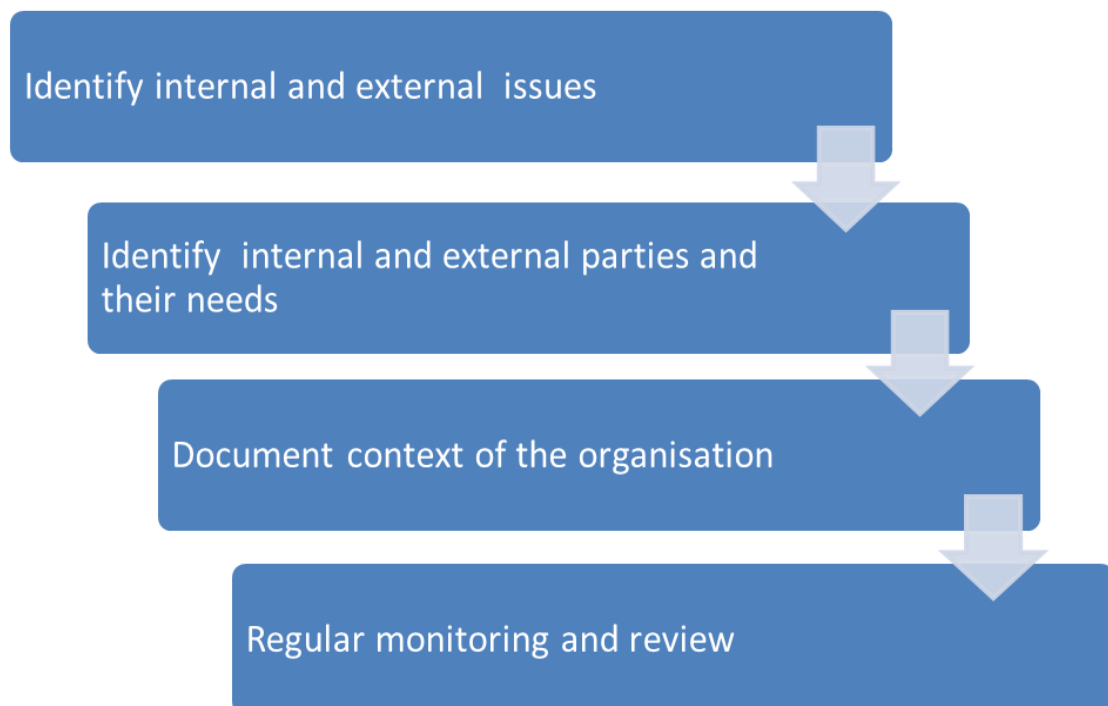 Identify internal and external issues
Identify internal and external parties and
their needs
Document context of the organisation
Regular monitoring and review